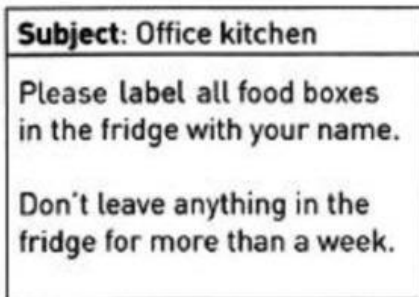 Subject: Office kitchen
Please label all food boxes
in the fridge with your name.
Don't leave anything in the
fridge for more than a week.